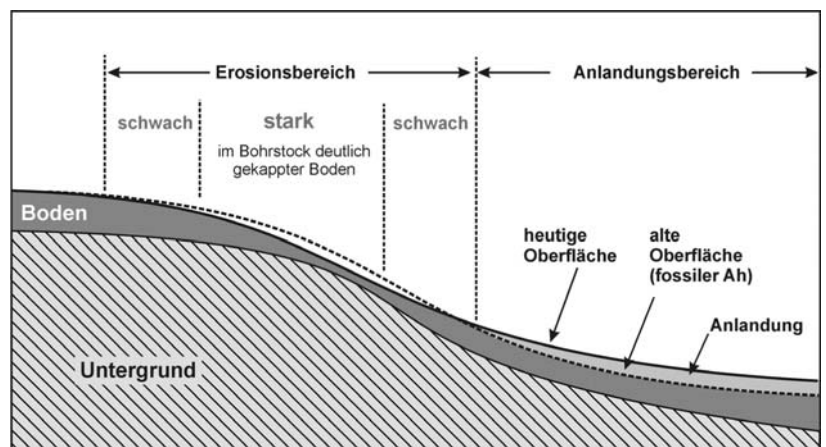 Erosionsbereich
Anlandungsbereich
schwach
stark
schwach
im Bohrstock deutlich
gekappter Boden
Boden
heutige
Oberfläche
alte
Oberfläche
(fossiler Ah)
Anlandung
Untergrund